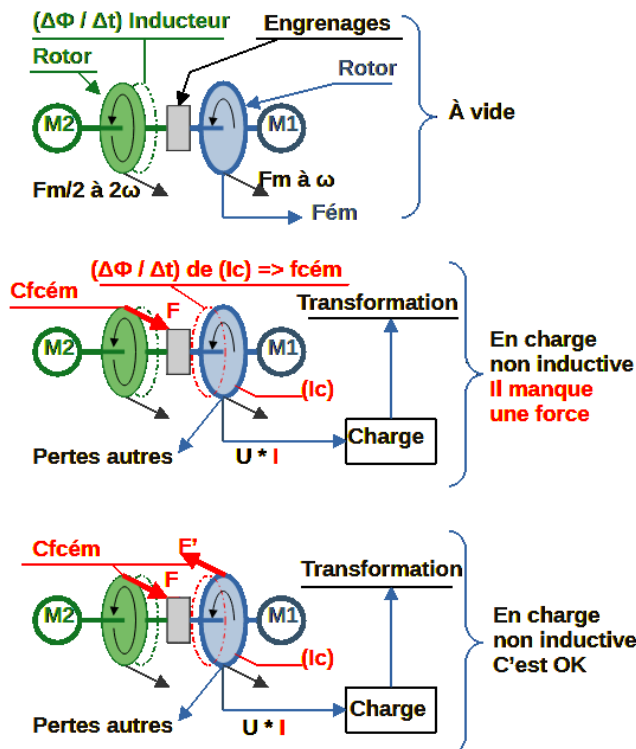 (ΔΦ / Δt) Inducteur
Engrenages
Rotor
Rotor
M2
M1
À vide
Fm/2 à 2ω
Fm à ω
Fém
(ΔΦ / Δt) de (Ic) => fcém
Cfcém
F
Transformation
M2
M1
En charge
non inductive
Il manque
une force
(Ic)
Charge
Pertes autres
U * I
Cfcém
F'
F
Transformation
M2
M1
En charge
non inductive
C'est OK
(Ic)
Charge
Pertes autres
U * I